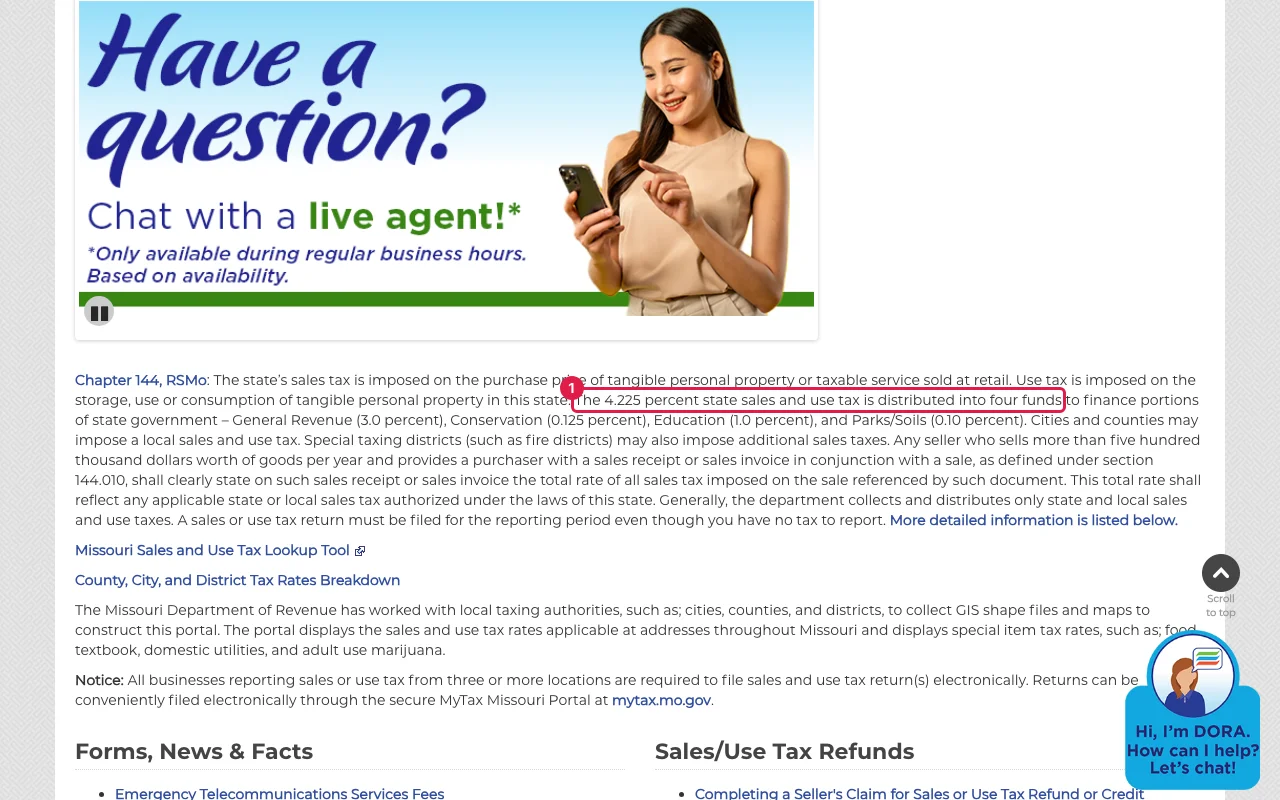 Have a
question?
Chat with a live agent!*
*Only available during regular business hours.
Based on availability.
Chapter 144, RSMo: The state's sales tax is imposed on the purchase price of tangible personal property or taxable service sold at retail. Use tax is imposed on the
1
storage, use or consumption of tangible personal property in this state. The 4.225 percent state sales and use tax is distributed into four funds to finance portions
of state government – General Revenue (3.0 percent), Conservation (0.125 percent), Education (1.0 percent), and Parks/Soils (0.10 percent). Cities and counties may
impose a local sales and use tax. Special taxing districts (such as fire districts) may also impose additional sales taxes. Any seller who sells more than five hundred
thousand dollars worth of goods per year and provides a purchaser with a sales receipt or sales invoice in conjunction with a sale, as defined under section
144.010, shall clearly state on such sales receipt or sales invoice the total rate of all sales tax imposed on the sale referenced by such document. This total rate shall
reflect any applicable state or local sales tax authorized under the laws of this state. Generally, the department collects and distributes only state and local sales
and use taxes. A sales or use tax return must be filed for the reporting period even though you have no tax to report. More detailed information is listed below.
Missouri Sales and Use Tax Lookup Tool
County, City, and District Tax Rates Breakdown
The Missouri Department of Revenue has worked with local taxing authorities, such as; cities, counties, and districts, to collect GIS shape files and maps to
construct this portal. The portal displays the sales and use tax rates applicable at addresses throughout Missouri and displays special item tax rates, such as; food,
textbook, domestic utilities, and adult use marijuana.
Notice: All businesses reporting sales or use tax from three or more locations are required to file sales and use tax return(s) electronically. Returns can be
conveniently filed electronically through the secure MyTax Missouri Portal at mytax.mo.gov.
Scroll
to top
Hi, I'm DORA.
How can I help?
Let's chat!
Forms, News & Facts
Emergency Telecommunications Services Fees
Sales/Use Tax Refunds
Completing a Seller's Claim for Sales or Use Tax Refund or Credit